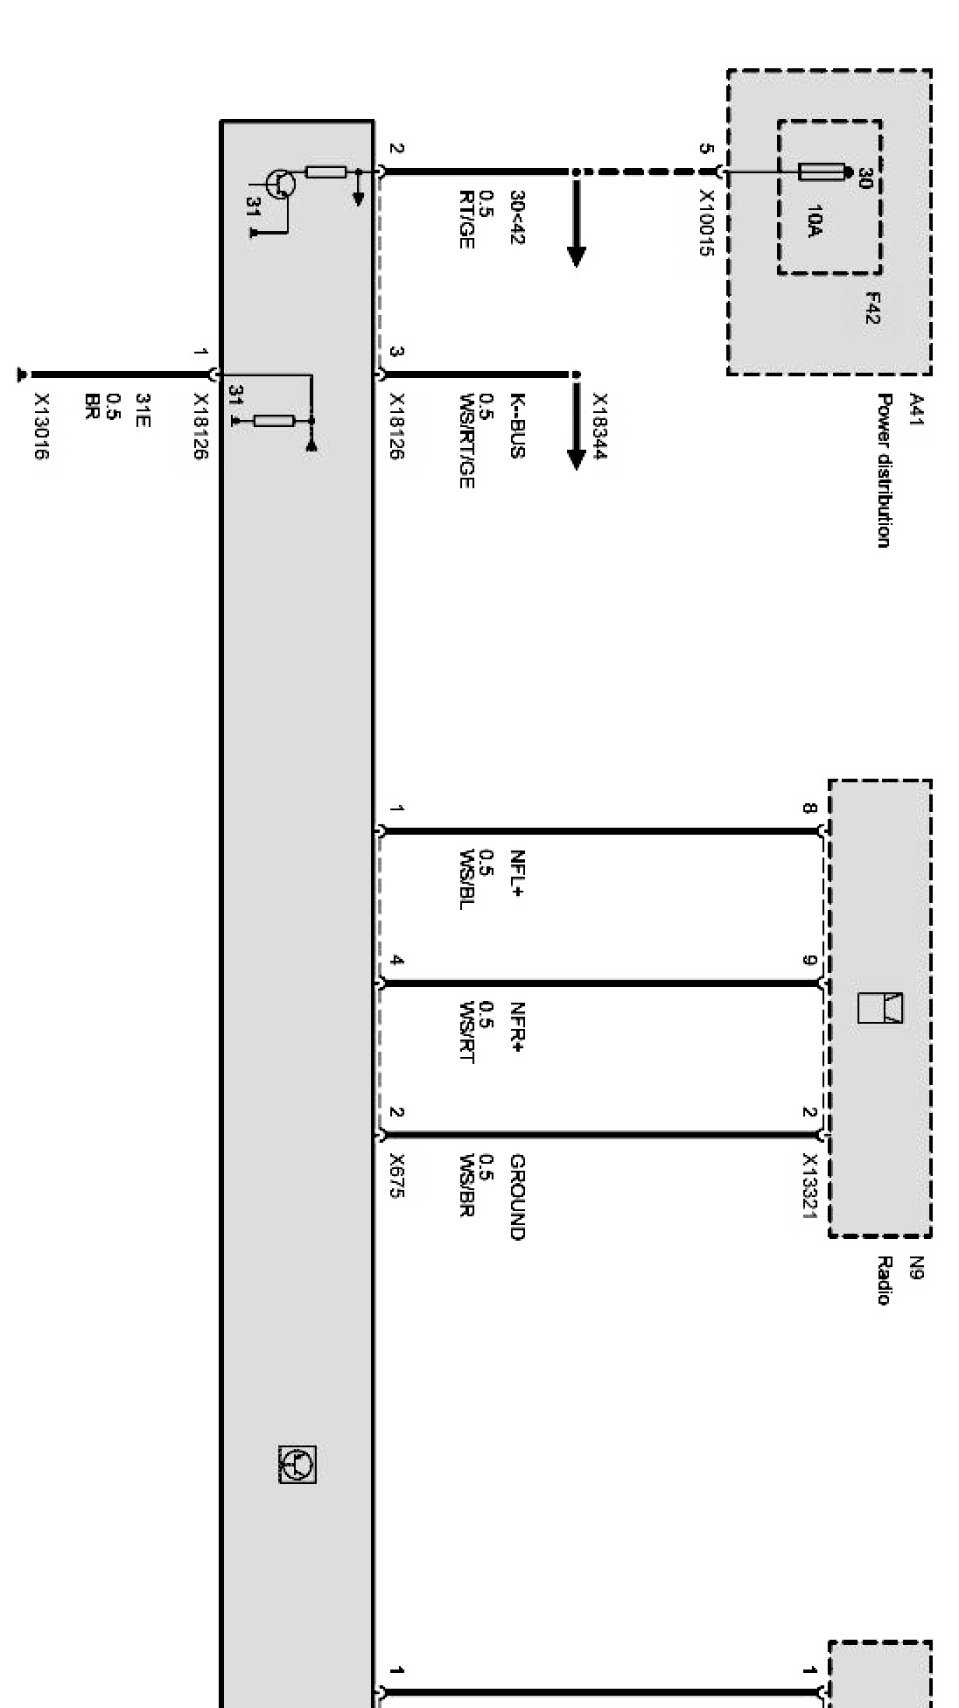 30
10A
F42
A41
Power distribution
5
X10015
2
30<42
0.5
RT/GE
31
3
X18344
K--BUS
0.5
WS/RT/GE
X18126
31
1
X18126
31E
0.5
BR
X13016
N9
Radio
8
9
2
X13321
1
NFL+
0.5
WS/BL
4
NFR+
0.5
WS/RT
2
GROUND
0.5
WS/BR
X675
1
1